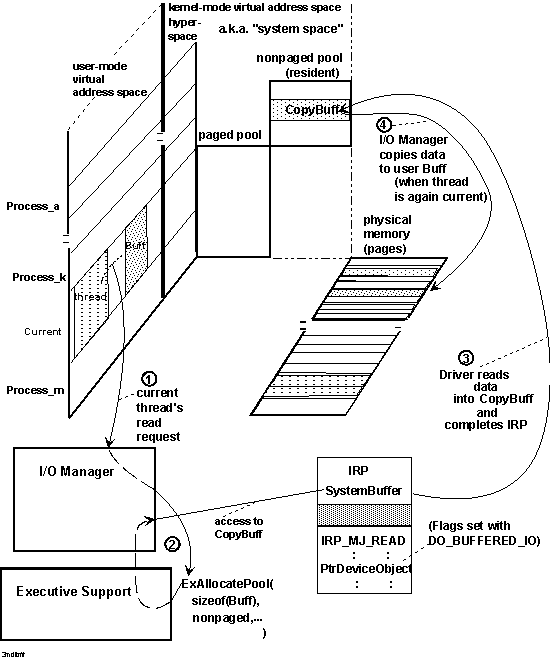 kernel-mode virtual address space
hyper-
space
a.k.a. "system space"
user-mode
virtual
address space
nonpaged pool
(resident)
CopyBuff
paged pool
4
I/O Manager
copies data
to user Buff
(when thread
is again current)
Process_a
physical
memory
(pages)
Buff
Process_k
thread
Current
Process_m
3
Driver reads
data
into CopyBuff
and
completes IRP
1
current
thread's
read
request
I/O Manager
IRP
SystemBuffer
access to
CopyBuff
(Flags set with
DO_BUFFERED_IO)
IRP_MJ_READ
: :
PtrDeviceObject
: :
2
Executive Support
ExAllocatePool(
sizeof(Buff),
nonpaged,...
)